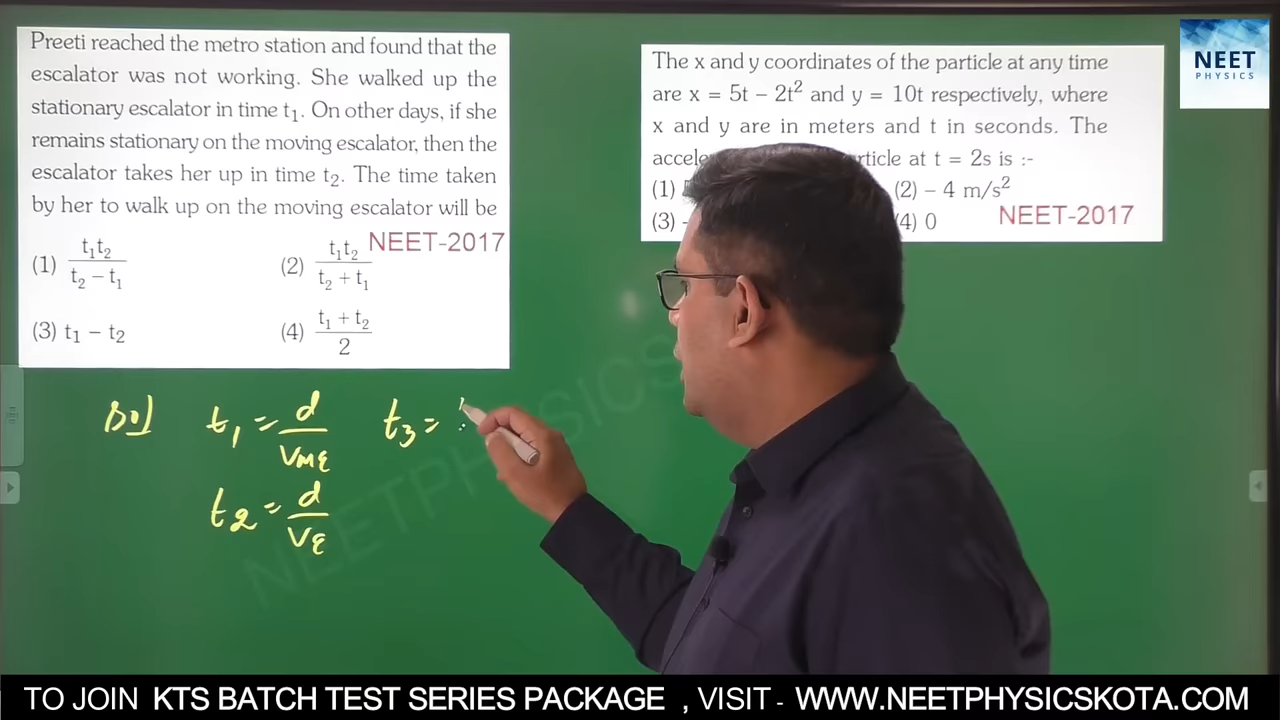 Preeti reached the metro station and found that the
escalator was not working. She walked up the
stationary escalator in time t₁. On other days, if she
remains stationary on the moving escalator, then the
escalator takes her up in time t₂. The time taken
by her to walk up on the moving escalator will be
NEET-2017
(1) t₁t₂ / t₂ − t₁
(2) t₁t₂ / t₂ + t₁
(3) t₁ − t₂
(4) t₁ + t₂ / 2
The x and y coordinates of the particle at any time
are x = 5t − 2t² and y = 10t respectively, where
x and y are in meters and t in seconds. The
rticle at t = 2s is :-
(1)
(2) − 4 m/s²
(3) -
(4) 0
NEET-2017
NEET
PHYSICS
Sol
t₁ = d / VME
t₂ = d / VE
t₃ =
NEETPHYSICS
TO JOIN KTS BATCH TEST SERIES PACKAGE , VISIT - WWW.NEETPHYSICSKOTA.COM